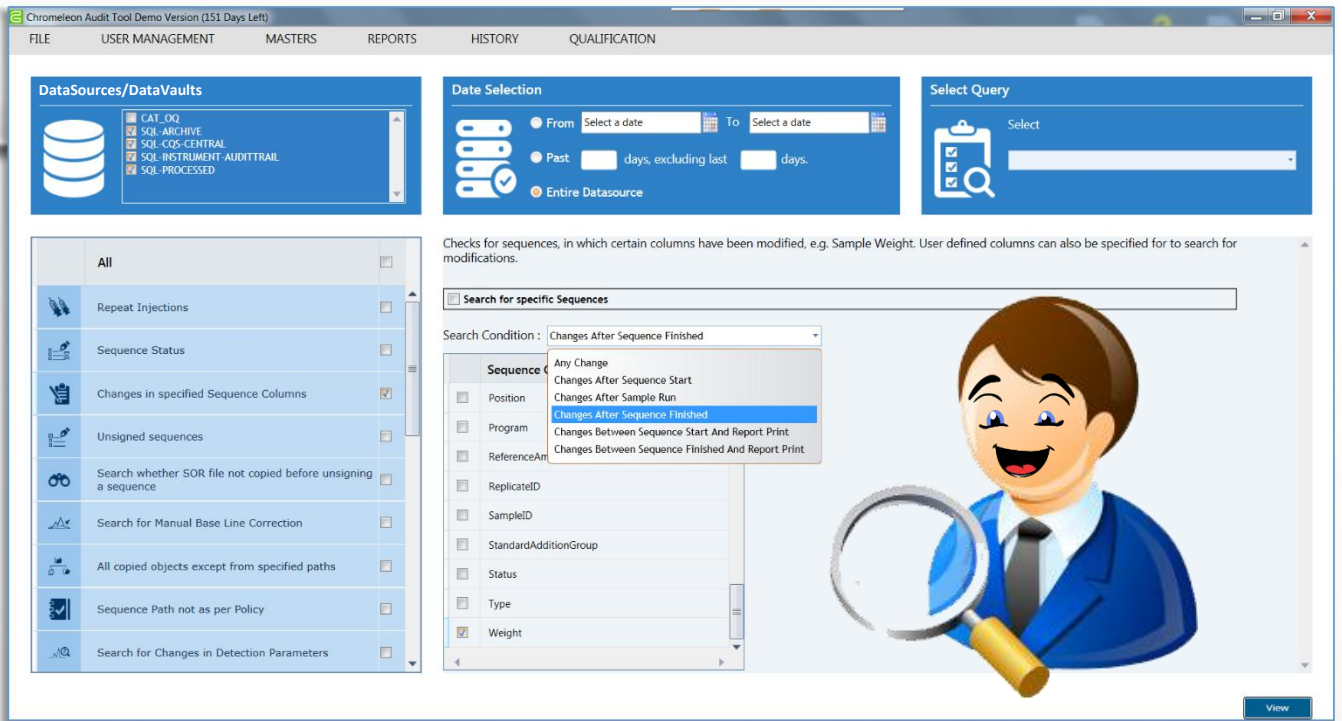 Chromeleon Audit Tool Demo Version (151 Days Left)
FILE USER MANAGEMENT MASTERS REPORTS HISTORY QUALIFICATION
DataSources/DataVaults
CAT_OQ
SQL-ARCHIVE
SQL-CQS-CENTRAL
SQL-INSTRUMENT-AUDITTRAIL
SQL-PROCESSED
Date Selection
From Select a date To Select a date
Past days, excluding last days.
Entire Datasource
Select Query
Select
All
Repeat Injections
Sequence Status
Changes in specified Sequence Columns
Unsigned sequences
Search whether SOR file not copied before unsigning
a sequence
Search for Manual Base Line Correction
All copied objects except from specified paths
Sequence Path not as per Policy
Search for Changes in Detection Parameters
Checks for sequences, in which certain columns have been modified, e.g. Sample Weight. User defined columns can also be specified for to search for
modifications.
Search for specific Sequences
Search Condition : Changes After Sequence Finished
Any Change
Changes After Sequence Start
Changes After Sample Run
Changes After Sequence Finished
Changes Between Sequence Start And Report Print
Changes Between Sequence Finished And Report Print
Sequence
Position
Program
ReferenceAm
ReplicateID
SampleID
StandardAdditionGroup
Status
Type
Weight
View